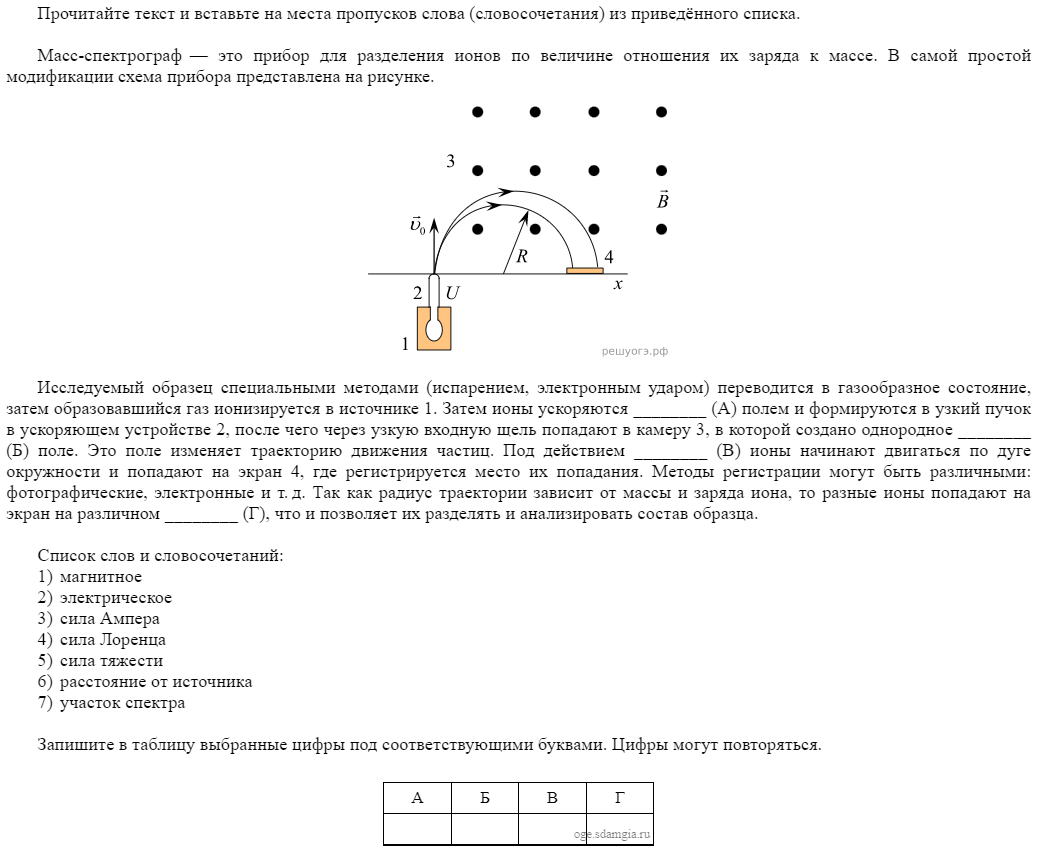 Прочитайте текст и вставьте на места пропусков слова (словосочетания) из приведённого списка.
Масс-спектрограф — это прибор для разделения ионов по величине отношения их заряда к массе. В самой простой
модификации схема прибора представлена на рисунке.
3
B⃗
υ⃗₀
R
4
x
2 U
1
решуогэ.рф
Исследуемый образец специальными методами (испарением, электронным ударом) переводится в газообразное состояние,
затем образовавшийся газ ионизируется в источнике 1. Затем ионы ускоряются ________ (А) полем и формируются в узкий пучок
в ускоряющем устройстве 2, после чего через узкую входную щель попадают в камеру 3, в которой создано однородное ________
(Б) поле. Это поле изменяет траекторию движения частиц. Под действием ________ (В) ионы начинают двигаться по дуге
окружности и попадают на экран 4, где регистрируется место их попадания. Методы регистрации могут быть различными:
фотографические, электронные и т. д. Так как радиус траектории зависит от массы и заряда иона, то разные ионы попадают на
экран на различном ________ (Г), что и позволяет их разделять и анализировать состав образца.
Список слов и словосочетаний:
1) магнитное
2) электрическое
3) сила Ампера
4) сила Лоренца
5) сила тяжести
6) расстояние от источника
7) участок спектра
Запишите в таблицу выбранные цифры под соответствующими буквами. Цифры могут повторяться.
А Б В Г
oge.sdamgia.ru